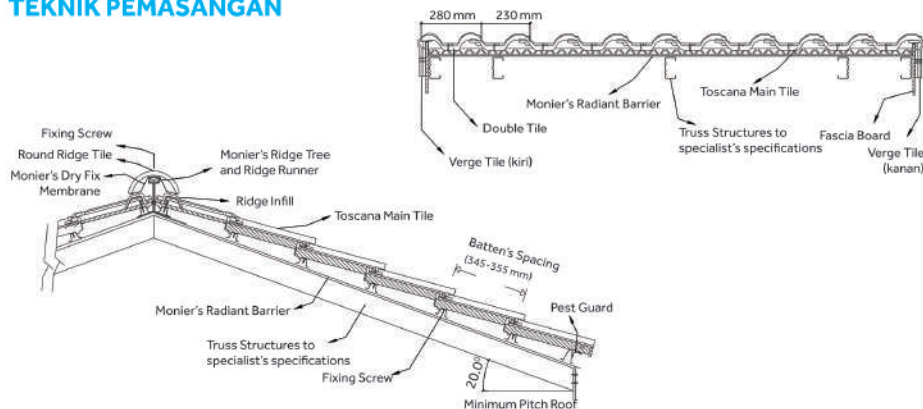 TEKNIK PEMASANGAN
280 mm
230 mm
Monier's Radiant Barrier
Toscana Main Tile
Double Tile
Truss Structures to
specialist's specifications
Fascia Board
Verge Tile (kiri)
Verge Tile
(kanan)
Fixing Screw
Round Ridge Tile
Monier's Dry Fix
Membrane
Monier's Ridge Tree
and Ridge Runner
Ridge Infill
Toscana Main Tile
Batten's Spacing
(345-355 mm)
Monier's Radiant Barrier
Pest Guard
Truss Structures to
specialist's specifications
Fixing Screw
20.0°
Minimum Pitch Roof